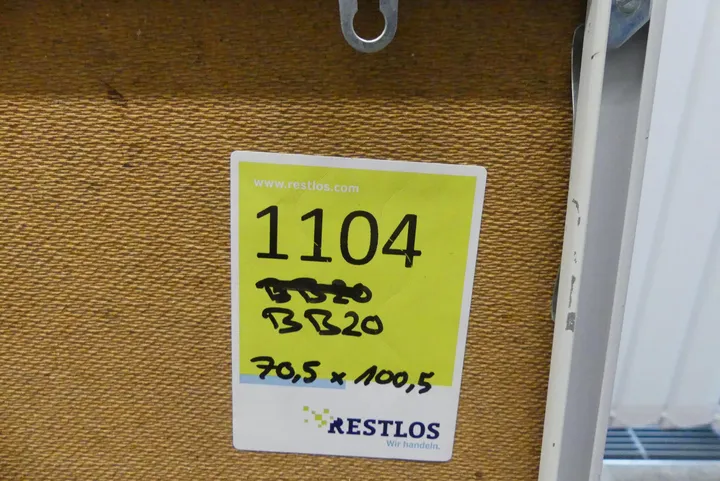 www.restlos.com
1104
BB20
BB20
70,5 x 100,5
RESTLOS
Wir handeln.